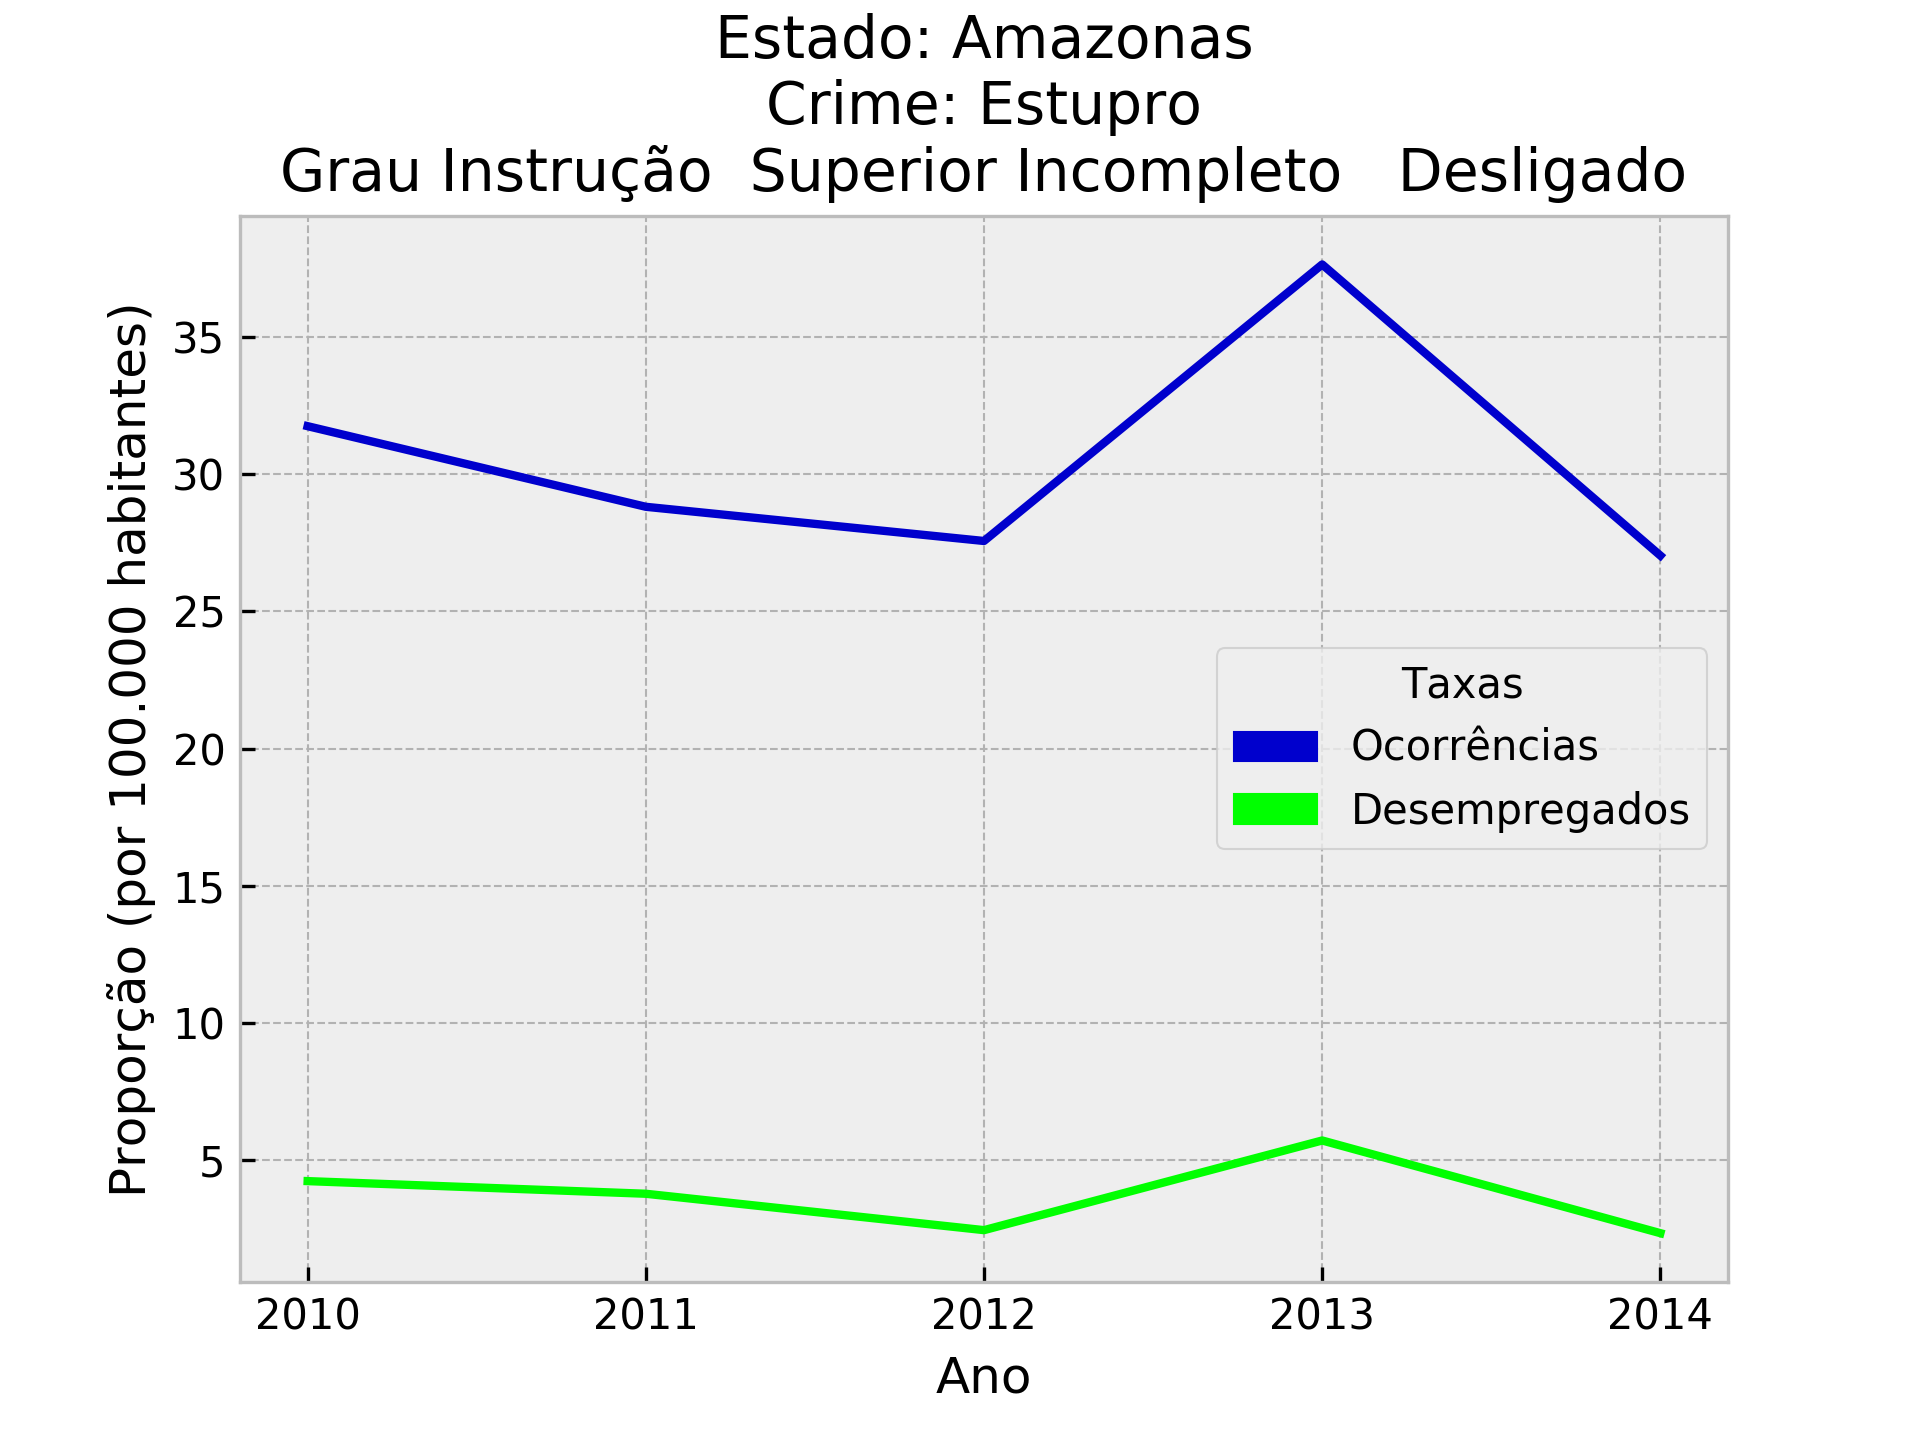 Estado: Amazonas
Crime: Estupro
Grau Instrução  Superior Incompleto   Desligado
Proporção (por 100.000 habitantes)
35
30
25
20
15
10
5
Taxas
Ocorrências
Desempregados
2010 2011 2012 2013 2014
Ano